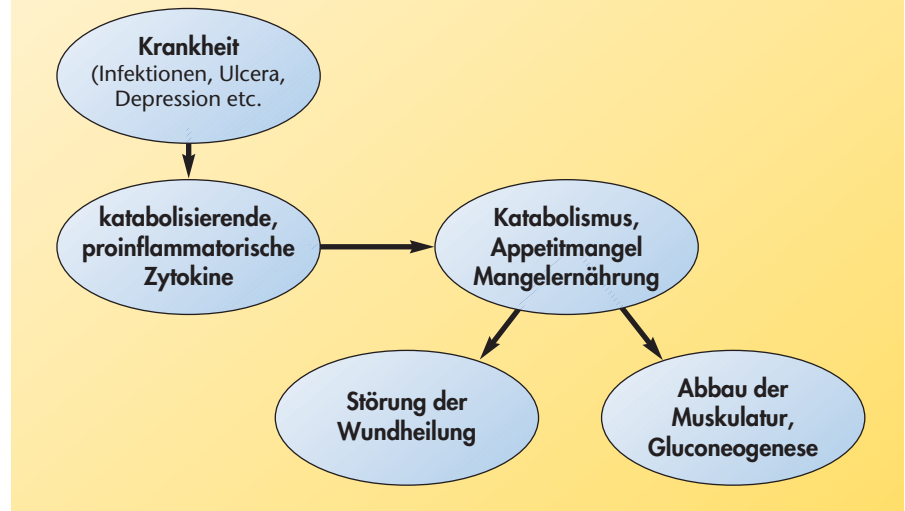 Krankheit
(Infektionen, Ulcera,
Depression etc.
katabolisierende,
proinflammatorische
Zytokine
Katabolismus,
Appetitmangel
Mangelernährung
Störung der
Wundheilung
Abbau der
Muskulatur,
Gluconeogenese